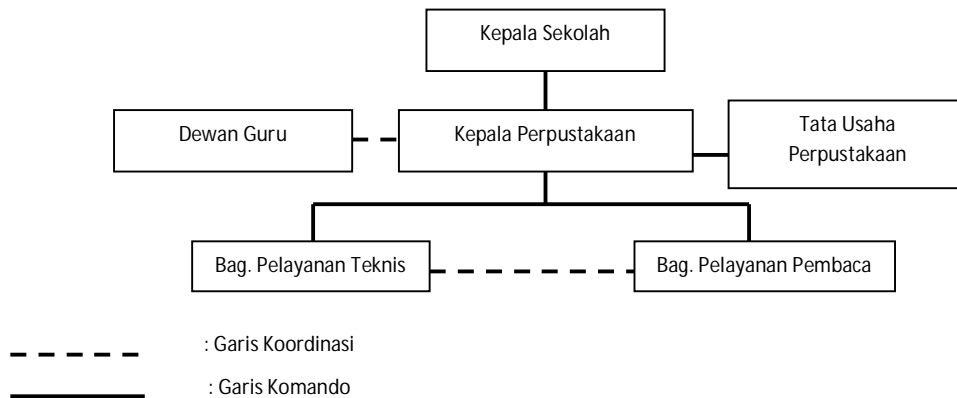 Kepala Sekolah
Dewan Guru
Kepala Perpustakaan
Tata Usaha
Perpustakaan
Bag. Pelayanan Teknis
Bag. Pelayanan Pembaca
: Garis Koordinasi
: Garis Komando